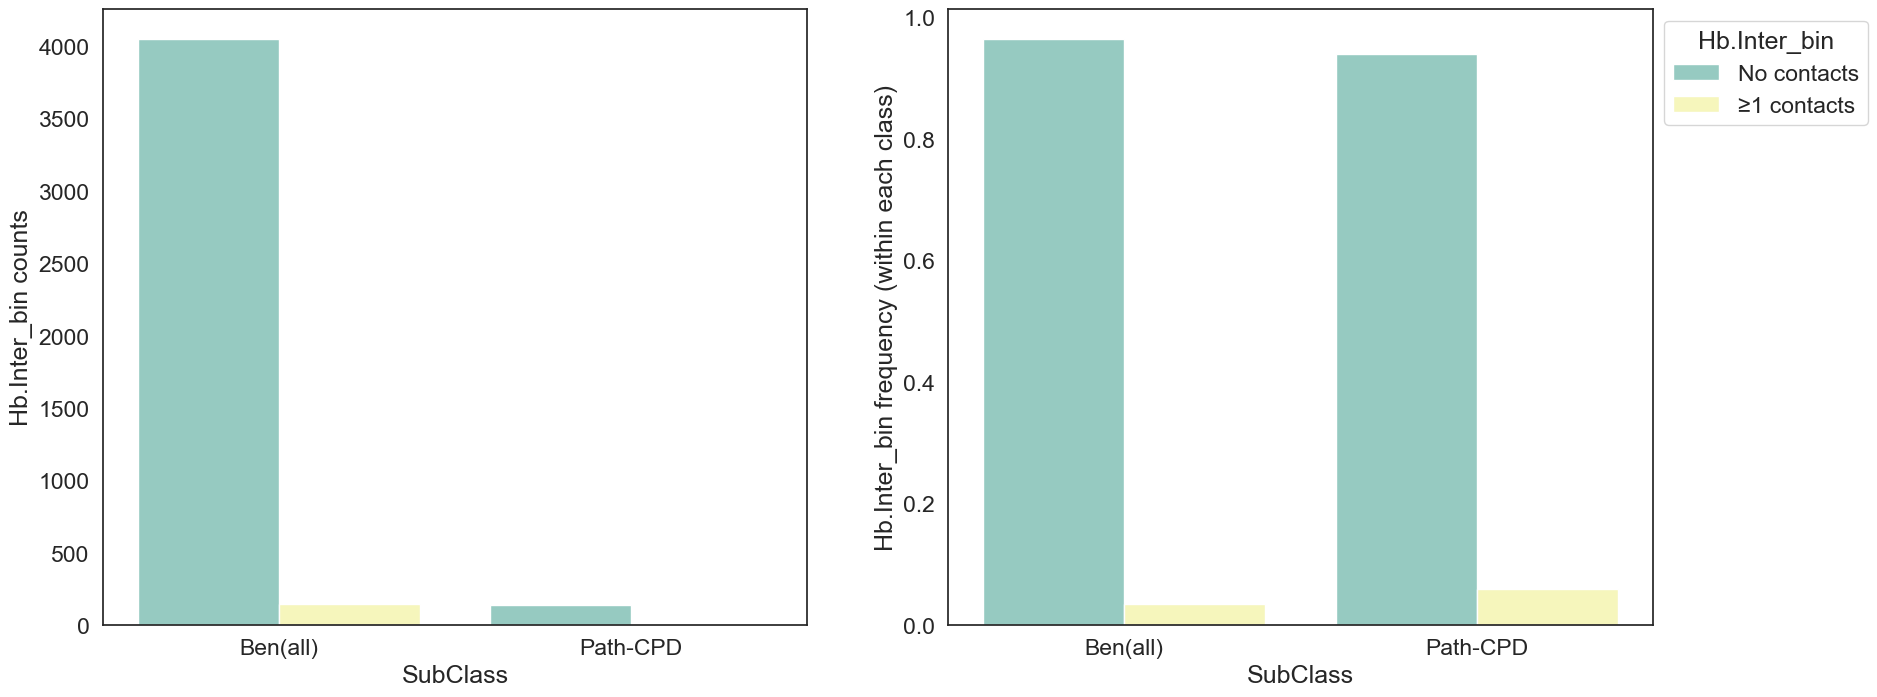 Hb.Inter_bin counts
4000
3500
3000
2500
2000
1500
1000
500
0
Ben(all)
Path-CPD
SubClass
Hb.Inter_bin frequency (within each class)
1.0
0.8
0.6
0.4
0.2
0.0
Ben(all)
Path-CPD
SubClass
Hb.Inter_bin
No contacts
≥1 contacts